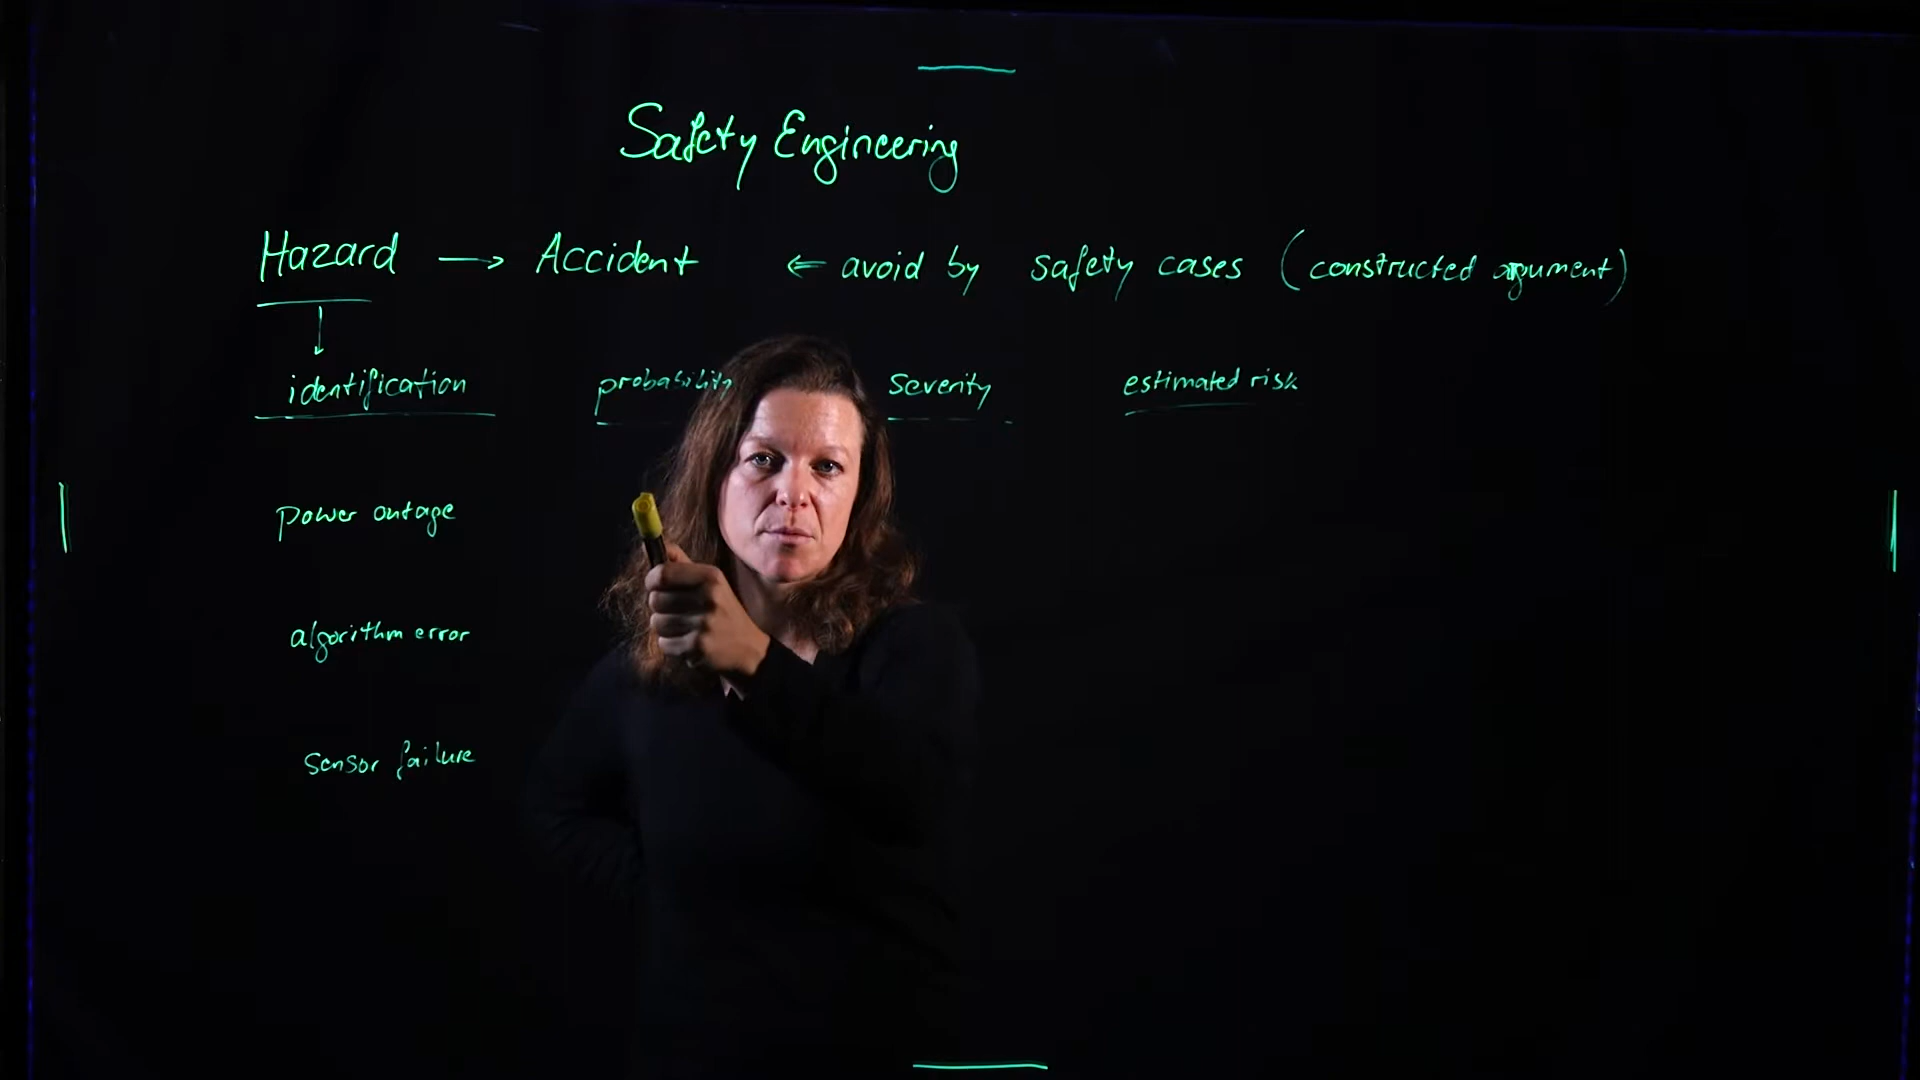 Safety Engineering
Hazard → Accident ⇐ avoid by safety cases (constructed argument)
↓
identification probability severity estimated risk
power outage
algorithm error
sensor failure